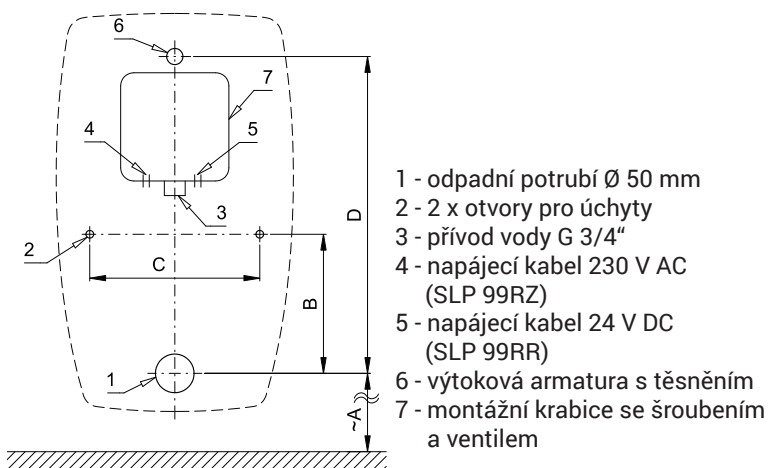 6
7
4
5
3
D
2
C
B
1
~A
1 - odpadní potrubí Ø 50 mm
2 - 2 x otvory pro úchyty
3 - přívod vody G 3/4“
4 - napájecí kabel 230 V AC
(SLP 99RZ)
5 - napájecí kabel 24 V DC
(SLP 99RR)
6 - výtoková armatura s těsněním
7 - montážní krabice se šroubením
a ventilem